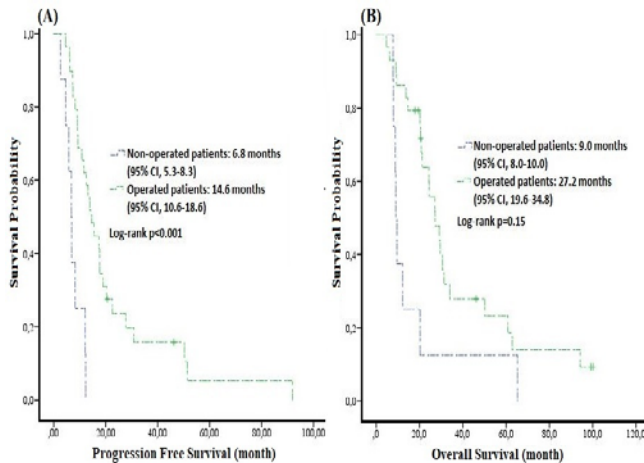 (A)
Survival Probability
1,0
0,8
0,6
0,4
0,2
0,0
Non-operated patients: 6.8 months
(95% CI, 5.3-8.3)
Operated patients: 14.6 months
(95% CI, 10.6-18.6)
Log-rank p<0.001
,00 20,00 40,00 60,00 80,00 100,00
Progression Free Survival (month)
(B)
Survival Probability
1,0
0,8
0,6
0,4
0,2
0,0
Non-operated patients: 9.0 months
(95% CI, 8.0-10.0)
Operated patients: 27.2 months
(95% CI, 19.6-34.8)
Log-rank p=0.15
,00 20,0 40,0 60,0 80,0 100,0
Overall Survival (month)